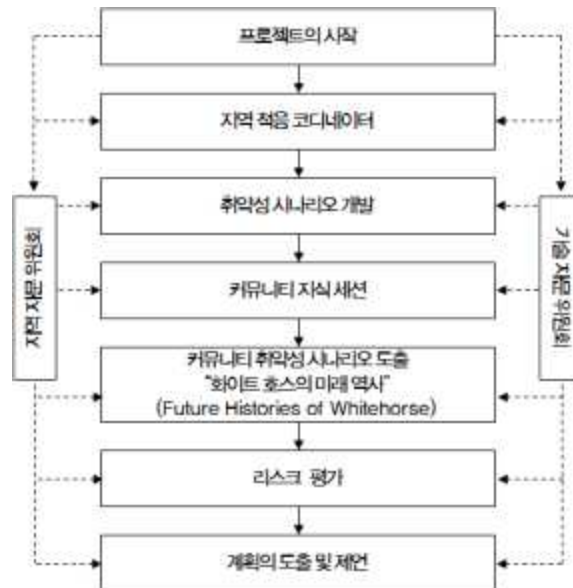 프로젝트의 시작
지역 적응 코디네이터
취약성 시나리오 개발
지역 자문 위원회
기술 자문 위원회
커뮤니티 지식 세션
커뮤니티 취약성 시나리오 도출
“화이트 호스의 미래 역사”
(Future Histories of Whitehorse)
리스크 평가
계획의 도출 및 제언